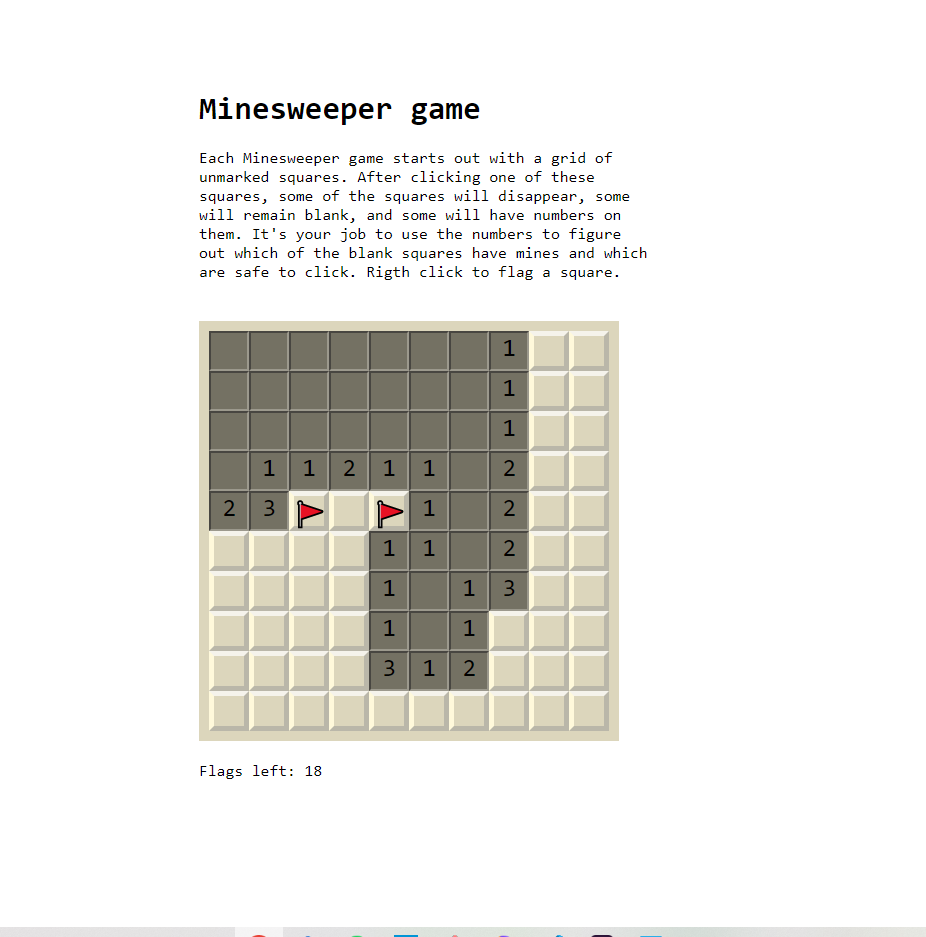 Minesweeper game
Each Minesweeper game starts out with a grid of
unmarked squares. After clicking one of these
squares, some of the squares will disappear, some
will remain blank, and some will have numbers on
them. It's your job to use the numbers to figure
out which of the blank squares have mines and which
are safe to click. Rigth click to flag a square.
1
1
1
1 1 2 1 1 2
2 3 1 2
1 1 2
1 1 3
1 1
3 1 2
Flags left: 18